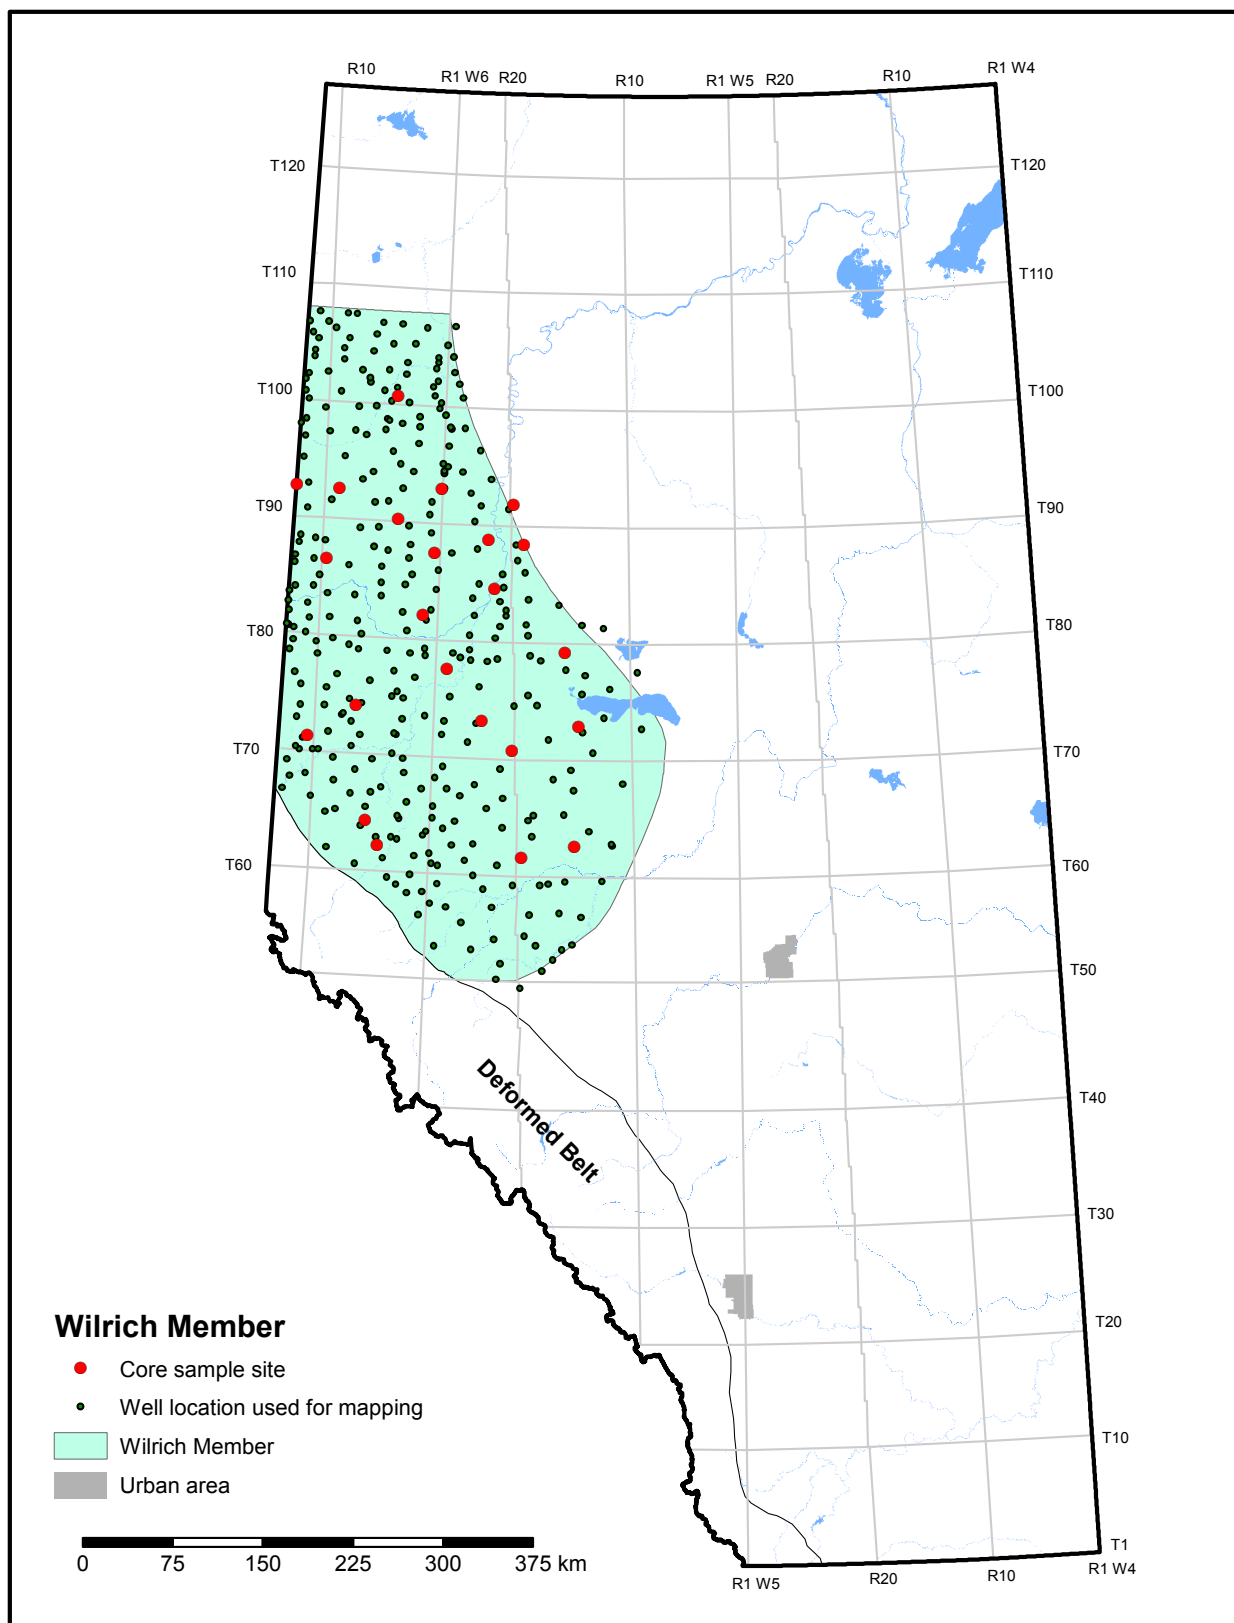 R10 R1 W6 R20 R10 R1 W5 R20 R10 R1 W4
T120 T120
T110 T110
T100 T100
T90 T90
T80 T80
T70 T70
T60 T60
T50
Deformed Belt
T40
T30
T20
T10
T1
R1 W5 R20 R10 R1 W4
Wilrich Member
Core sample site
Well location used for mapping
Wilrich Member
Urban area
0 75 150 225 300 375 km